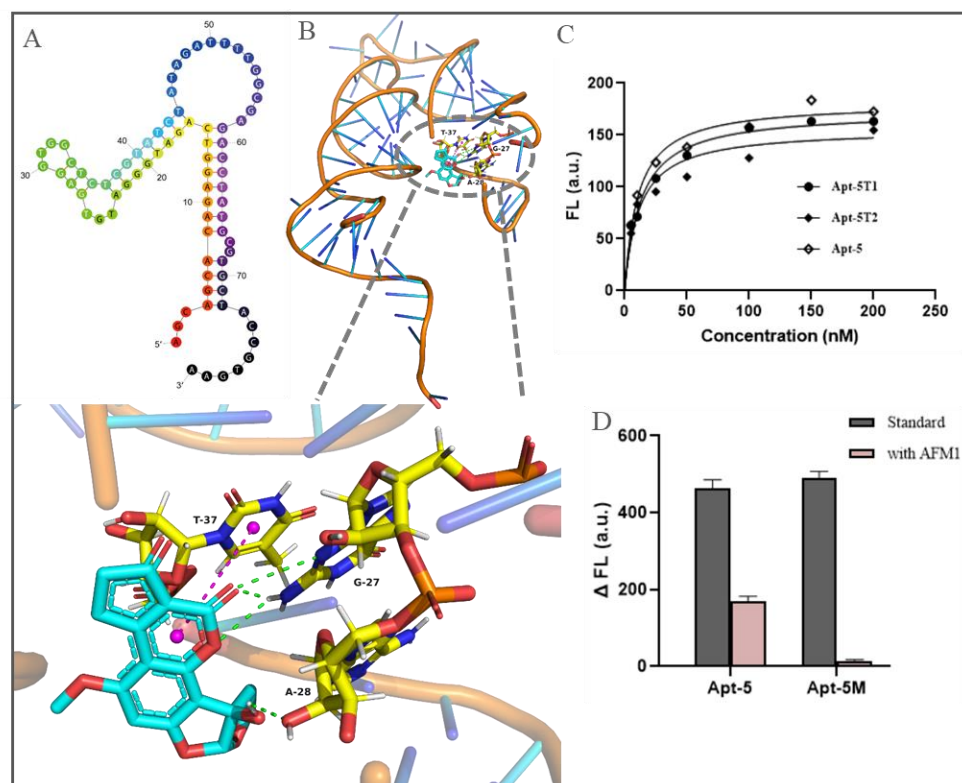 A
50
40
60
30
20
10
70
5'
3'
B
T-37
G-27
A-28
C
FL (a.u.)
200
150
100
50
0
0 50 100 150 200 250
Concentration (nM)
Apt-5T1
Apt-5T2
Apt-5
T-37
G-27
A-28
D
Standard
with AFM1
Δ FL (a.u.)
600
400
200
0
Apt-5 Apt-5M